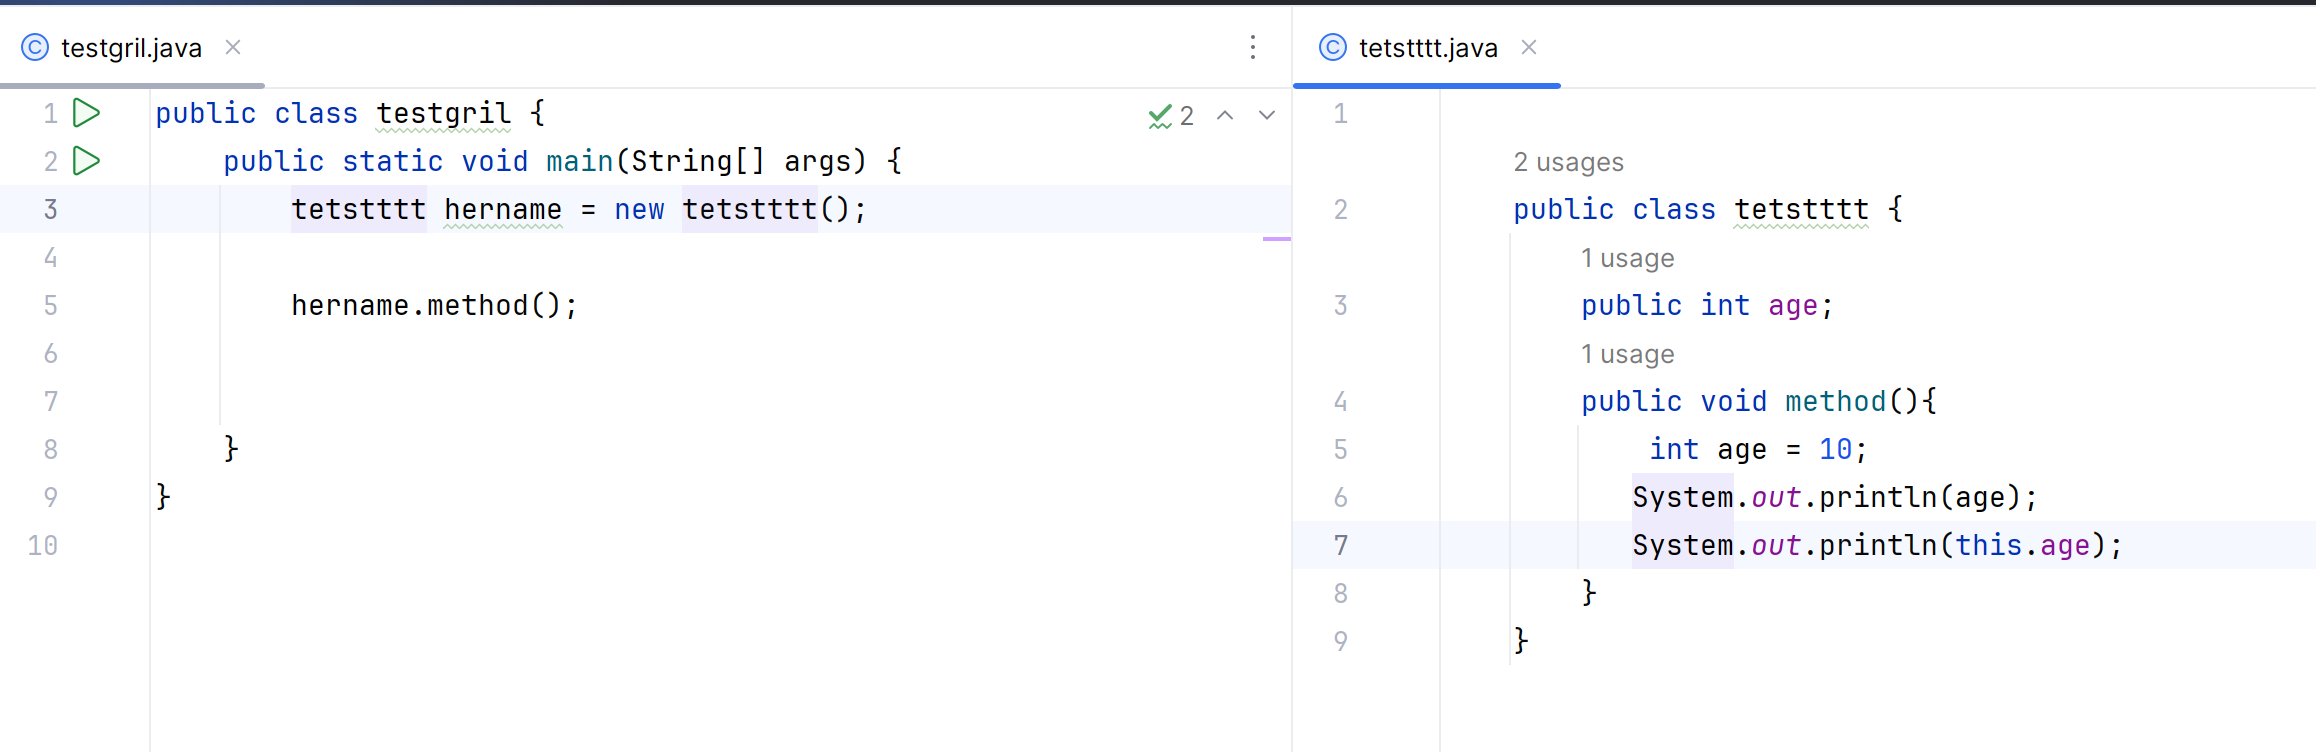 testgril.java
1 public class testgril {
2 public static void main(String[] args) {
3 tetstttt hername = new tetstttt();
4
5 hername.method();
6
7
8 }
9 }
10
2
tetstttt.java
1
2 usages
2 public class tetstttt {
1 usage
3 public int age;
1 usage
4 public void method(){
5 int age = 10;
6 System.out.println(age);
7 System.out.println(this.age);
8 }
9 }